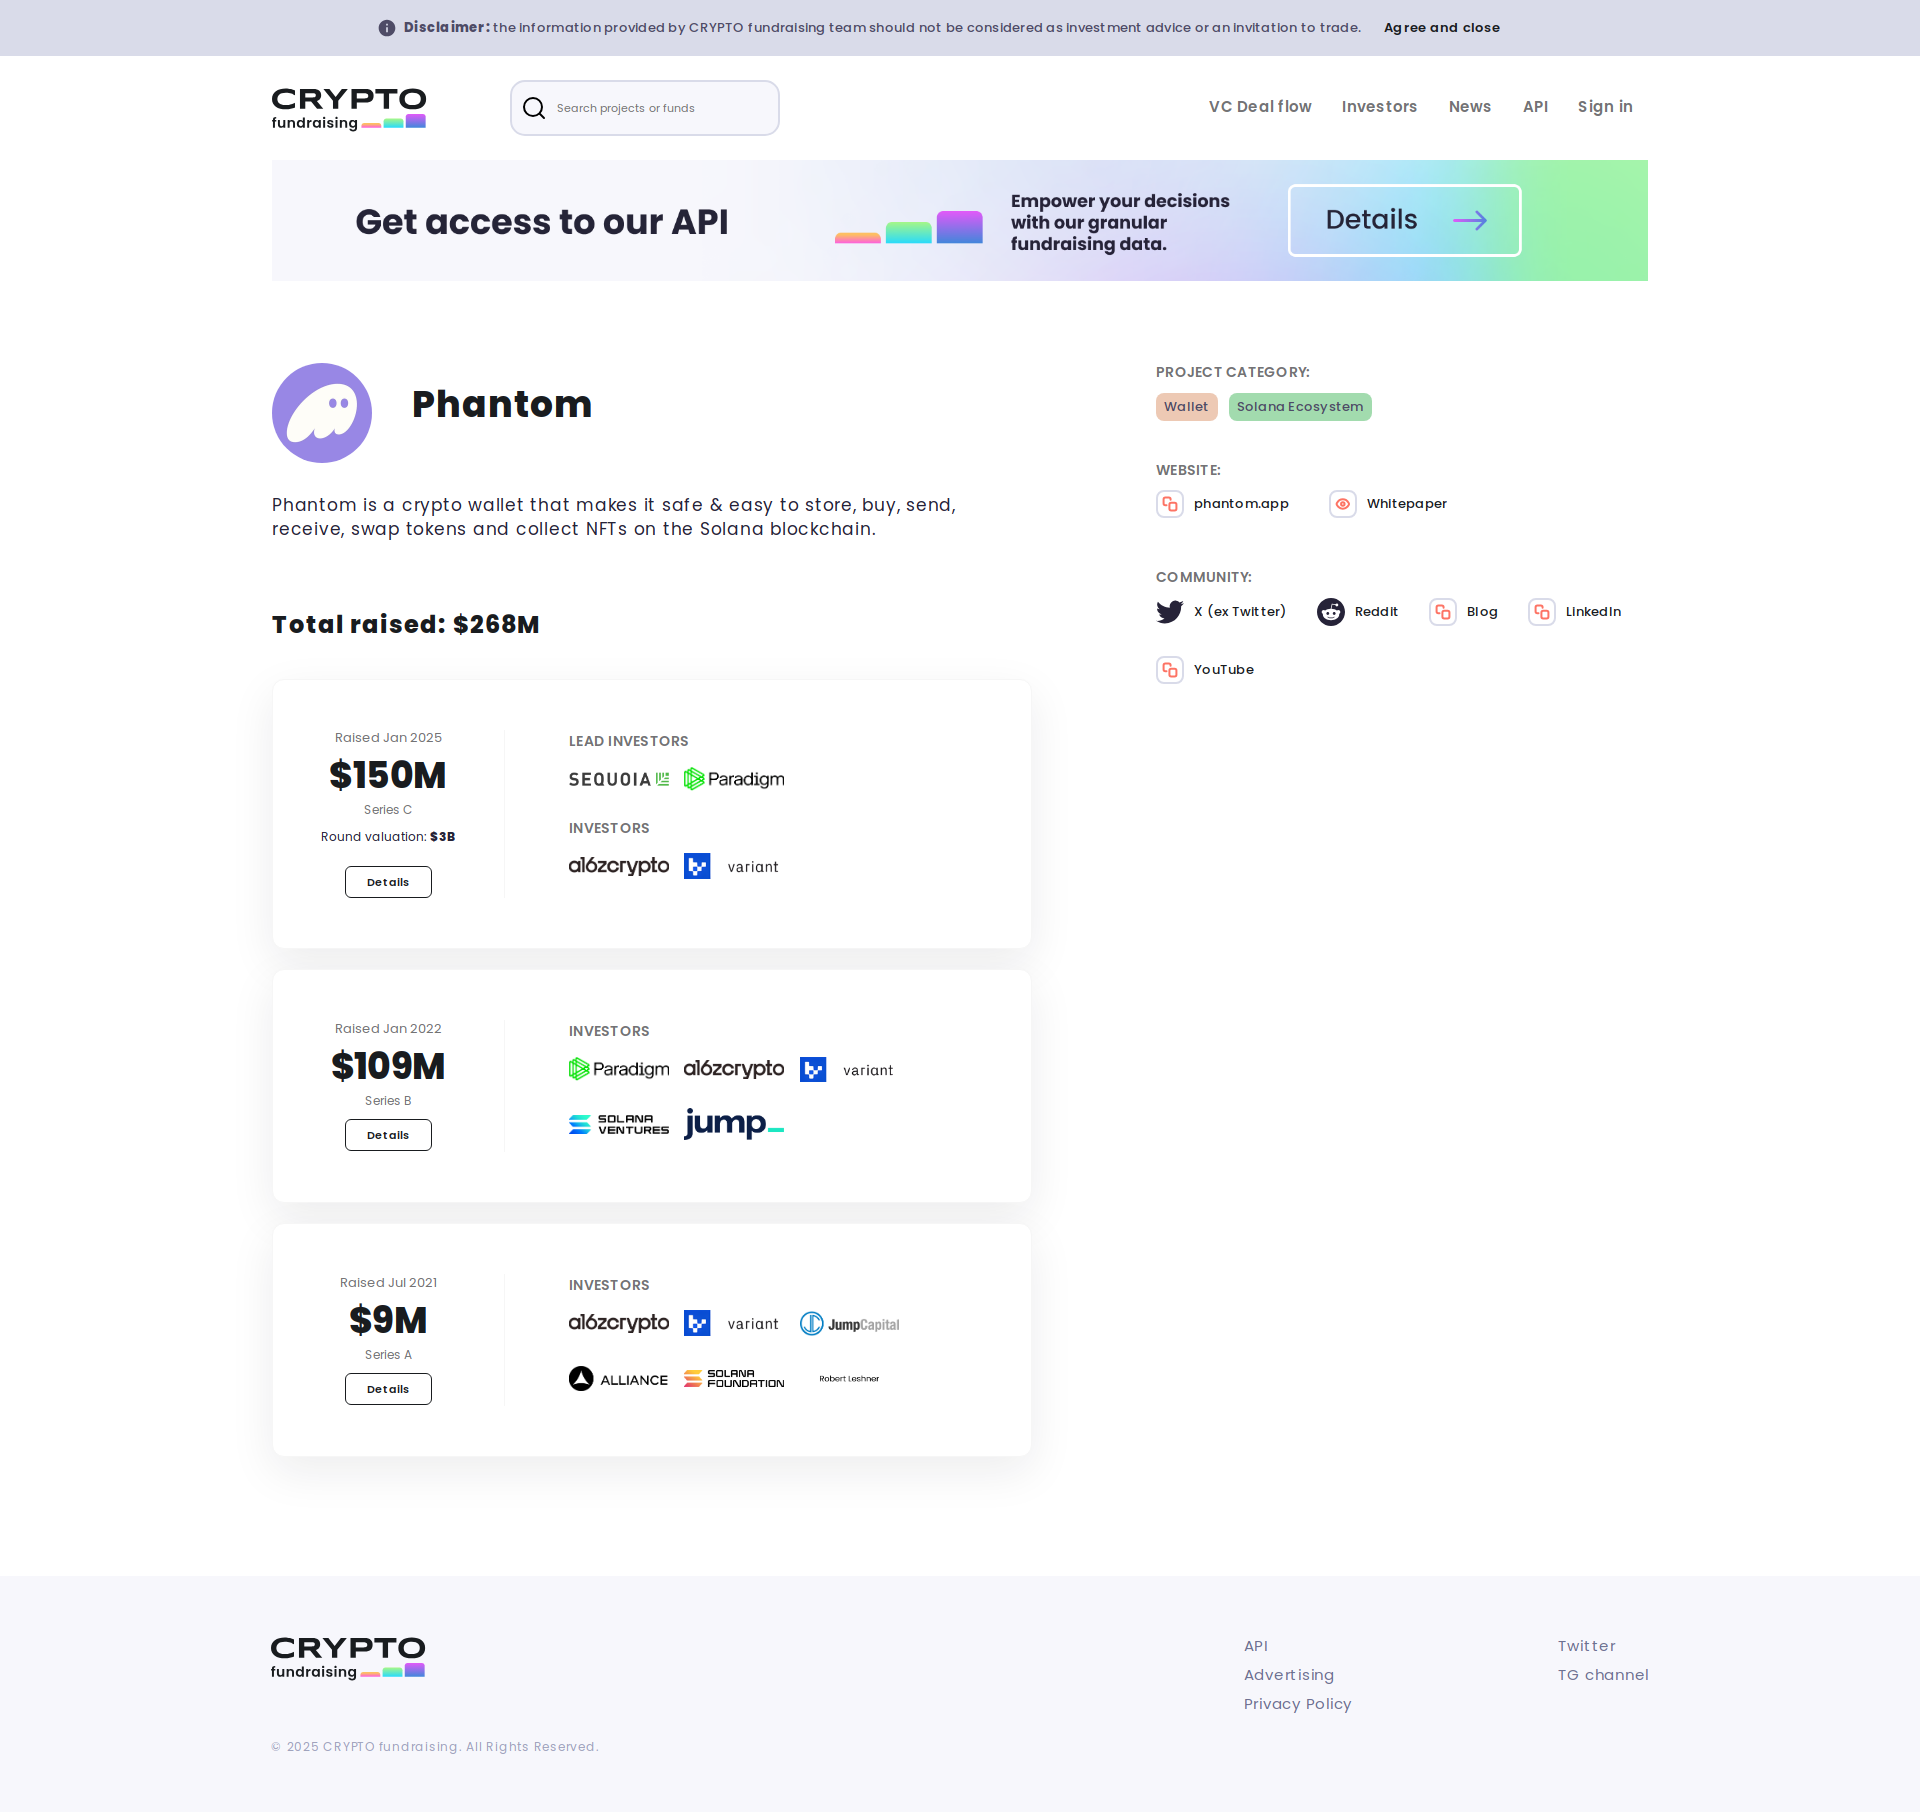 Disclaimer: the information provided by CRYPTO fundraising team should not be considered as investment advice or an invitation to trade. Agree and close
CRYPTO
fundraising
Search projects or funds
VC Deal flow Investors News API Sign in
Get access to our API
Empower your decisions
with our granular
fundraising data.
Details
Phantom
Phantom is a crypto wallet that makes it safe & easy to store, buy, send,
receive, swap tokens and collect NFTs on the Solana blockchain.
Total raised: $268M
PROJECT CATEGORY:
Wallet Solana Ecosystem
WEBSITE:
phantom.app Whitepaper
COMMUNITY:
X (ex Twitter) Reddit Blog LinkedIn
YouTube
Raised Jan 2025
$150M
Series C
Round valuation: $3B
Details
LEAD INVESTORS
SEQUOIA Paradigm
INVESTORS
a16zcrypto variant
Raised Jan 2022
$109M
Series B
Details
INVESTORS
Paradigm a16zcrypto variant
SOLANA VENTURES jump_
Raised Jul 2021
$9M
Series A
Details
INVESTORS
a16zcrypto variant JumpCapital
ALLIANCE SOLANA FOUNDATION Robert Leshner
CRYPTO
fundraising
API
Advertising
Privacy Policy
Twitter
TG channel
© 2025 CRYPTO fundraising. All Rights Reserved.